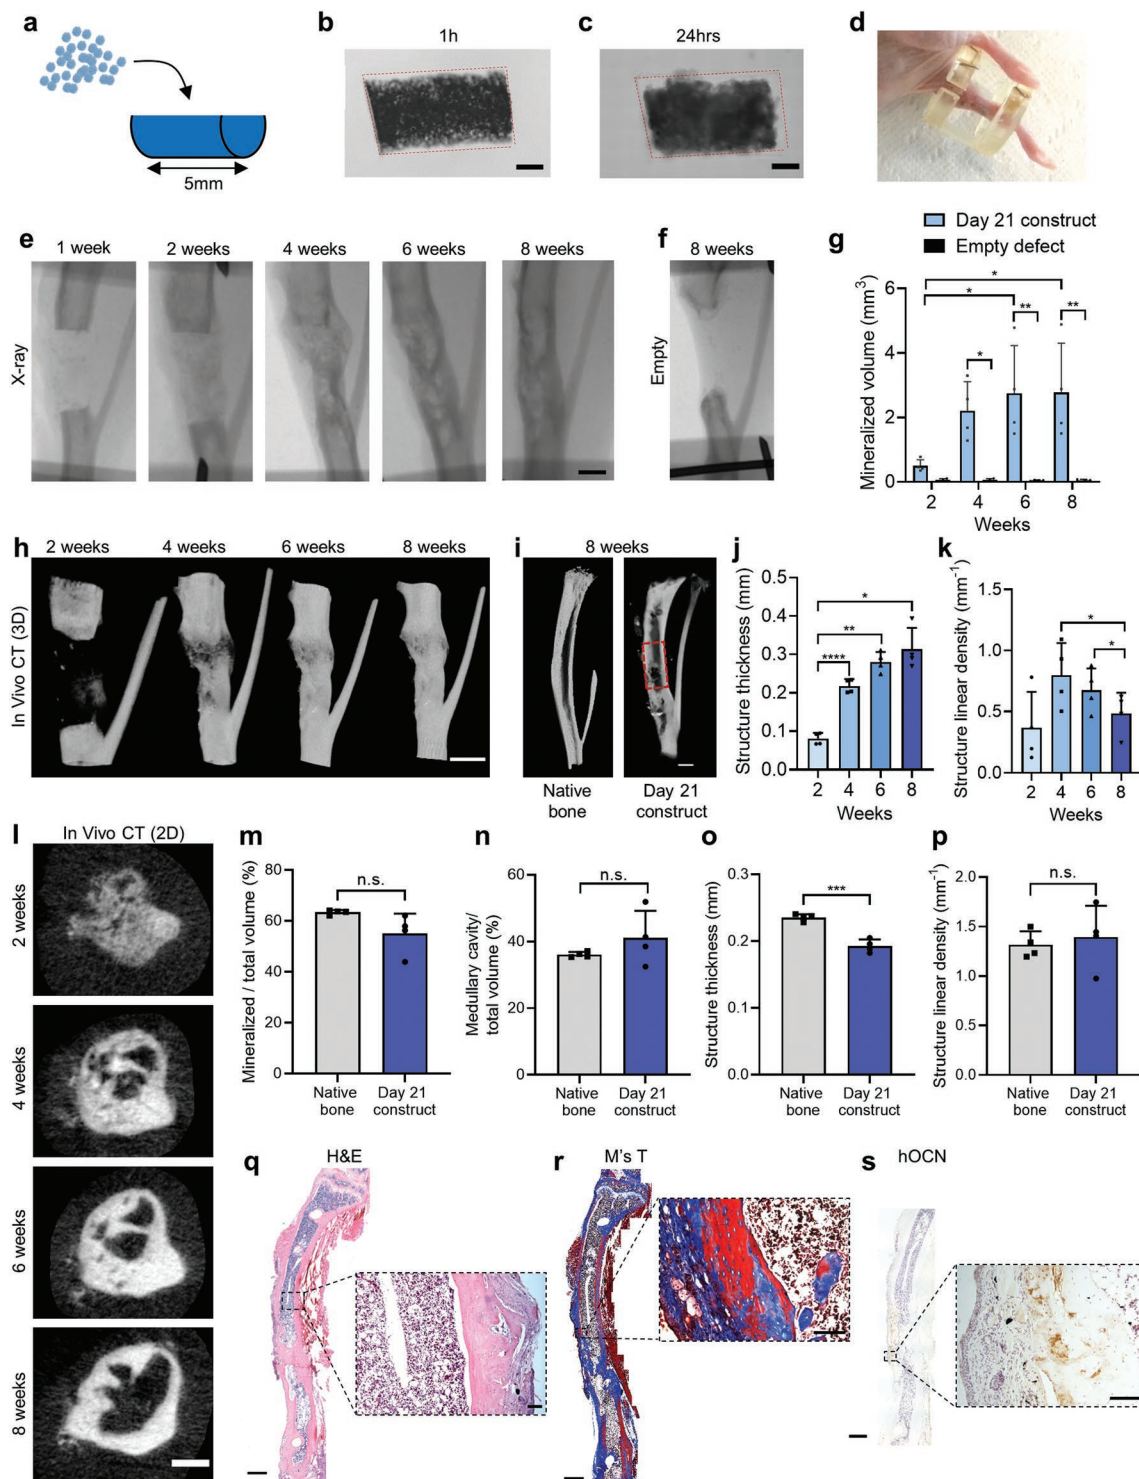 a
b
1h
c
24hrs
d
5mm
e
1 week
2 weeks
4 weeks
6 weeks
8 weeks
X-ray
f
8 weeks
Empty
g
Day 21 construct
Empty defect
Mineralized volume (mm³)
6
4
2
0
*
*
*
**
**
2 4 6 8
Weeks
h
2 weeks
4 weeks
6 weeks
8 weeks
In Vivo CT (3D)
i
8 weeks
Native
bone
Day 21
construct
j
Structure thickness (mm)
0.5
0.4
0.3
0.2
0.1
0.0
*
**
****
2 4 6 8
Weeks
k
Structure linear density (mm⁻¹)
1.5
1.0
0.5
0.0
*
*
2 4 6 8
Weeks
l
In Vivo CT (2D)
2 weeks
4 weeks
6 weeks
8 weeks
m
Mineralized / total volume (%)
80
60
40
20
0
n.s.
Native
bone
Day 21
construct
n
Medullary cavity/
total volume (%)
60
40
20
0
n.s.
Native
bone
Day 21
construct
o
Structure thickness (mm)
0.3
0.2
0.1
0.0
***
Native
bone
Day 21
construct
p
Structure linear density (mm⁻¹)
2.0
1.5
1.0
0.5
0.0
n.s.
Native
bone
Day 21
construct
q
H&E
r
M's T
s
hOCN